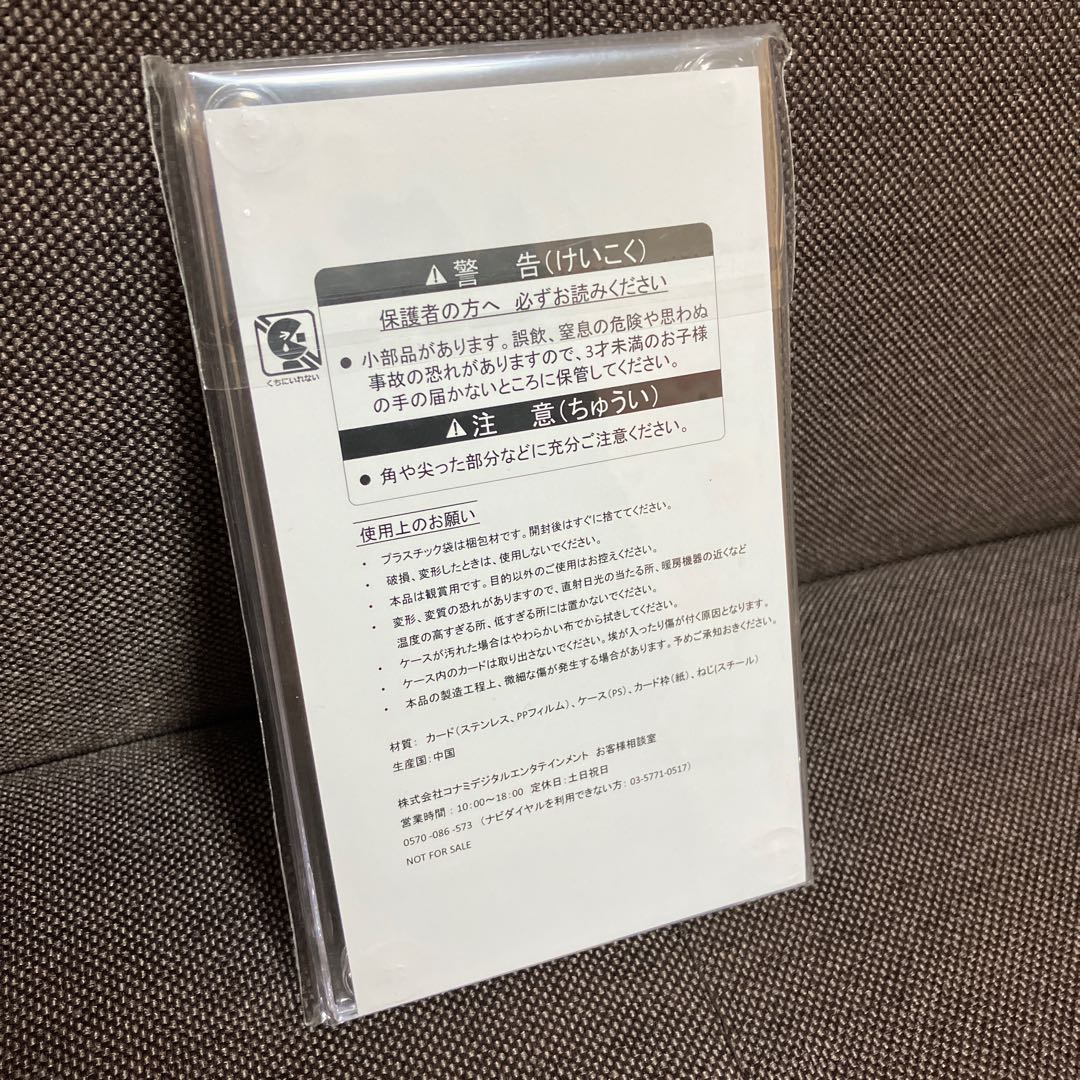 ⚠警　告(けいこく)
保護者の方へ 必ずお読みください
● 小部品があります。誤飲、窒息の危険や思わぬ
事故の恐れがありますので、3才未満のお子様
の手の届かないところに保管してください。
くちにいれない
⚠注　意(ちゅうい)
● 角や尖った部分などに充分ご注意ください。
使用上のお願い
・ プラスチック袋は梱包材です。開封後はすぐに捨ててください。
・ 破損、変形したときは、使用しないでください。
・ 本品は観賞用です。目的以外のご使用はお控えください。
・ 変形、変質の恐れがありますので、直射日光の当たる所、暖房機器の近くなど
温度の高すぎる所、低すぎる所には置かないでください。
・ ケースが汚れた場合はやわらかい布でから拭きしてください。
・ ケース内のカードは取り出さないでください。埃が入ったり傷が付く原因となります。
・ 本品の製造工程上、微細な傷が発生する場合があります。予めご承知おきください。
材質： カード(ステンレス、PPフィルム)、ケース(PS)、カード枠(紙)、ねじ(スチール)
生産国：中国
株式会社コナミデジタルエンタテインメント お客様相談室
営業時間：10：00～18：00 定休日：土日祝日
0570-086-573 （ナビダイヤルを利用できない方：03-5771-0517）
NOT FOR SALE